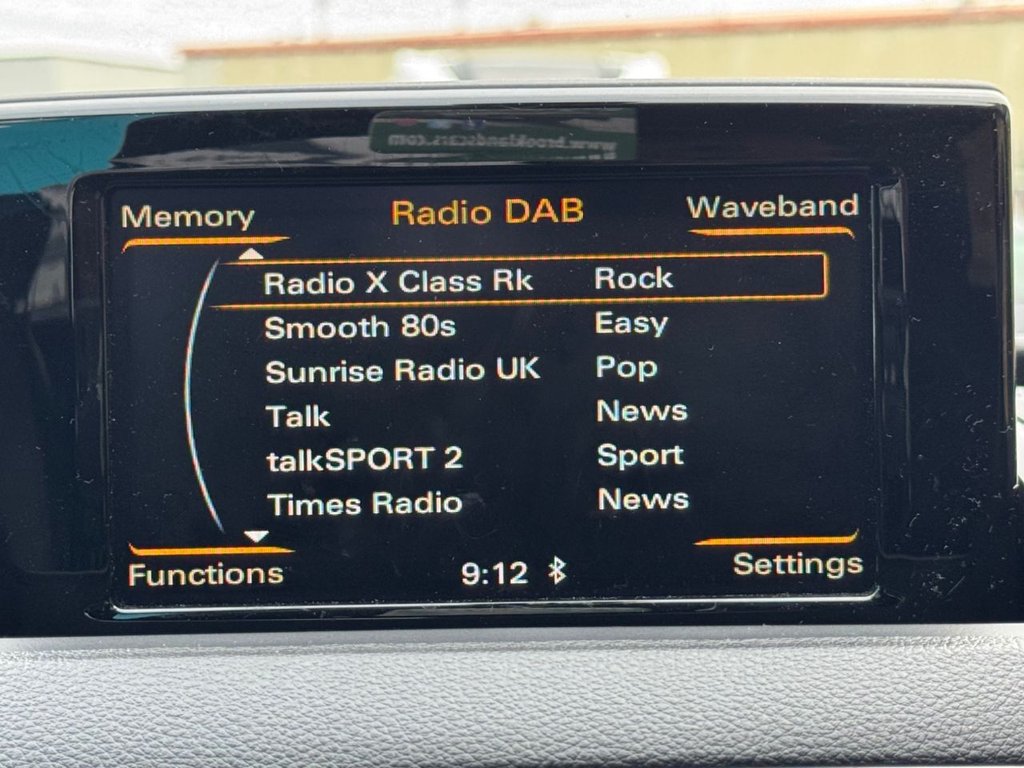 Memory Radio DAB Waveband
Radio X Class Rk Rock
Smooth 80s Easy
Sunrise Radio UK Pop
Talk News
talkSPORT 2 Sport
Times Radio News
Functions 9:12 Settings